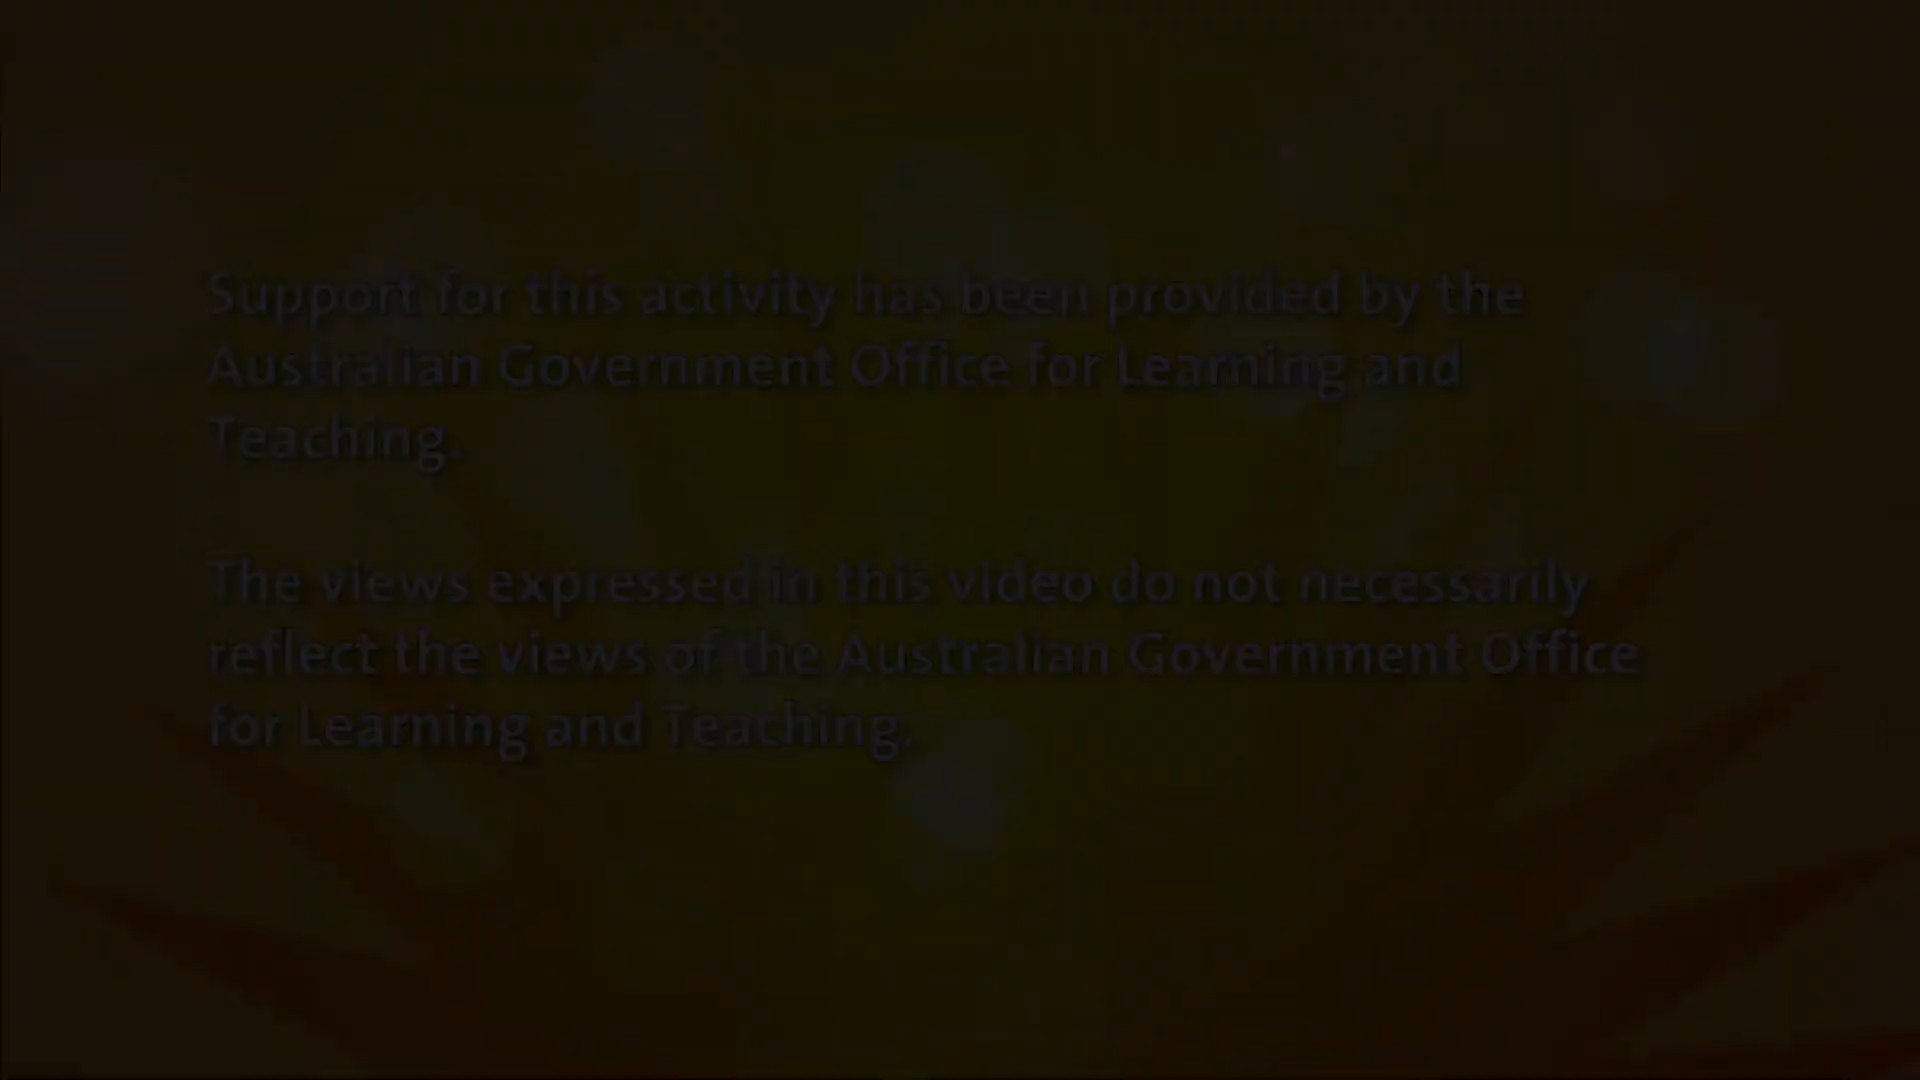 Support for this activity has been provided by the
Australian Government Office for Learning and
Teaching.
The views expressed in this video do not necessarily
reflect the views of the Australian Government Office
for Learning and Teaching.